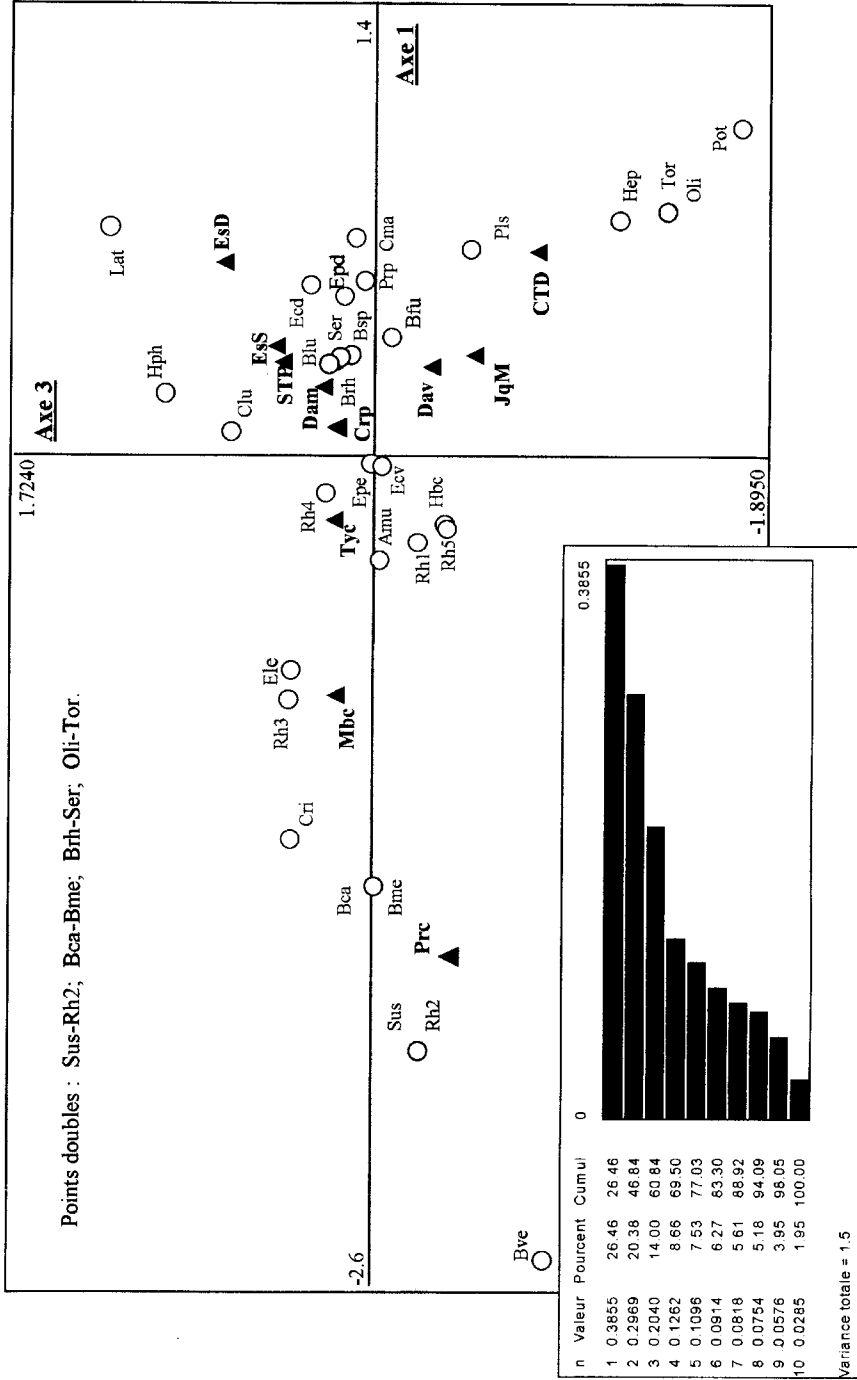 Points doubles : Sus-Rh2; Bca-Bme; Brh-Ser; Oli-Tor.
1.7240
Axe 3
1.4
Axe 1
-2.6
-1.8950
Lat
Hph
EsD
Clu
Ecd
EsS
STP
Epd
Ser
Blu
Dam
Bsp
Brh
Crp
Prp
Cma
Bfu
Pls
Dav
JqM
CTD
Hep
Tor
Oli
Pot
Rh4
Tyc
Epe
Ecv
Amu
Hbc
Rh1
Rh5
Ele
Rh3
Mbc
Cri
Bca
Bme
Prc
Sus
Rh2
Bve
n Valeur Pourcent Cumul
0 0.3855
1 0.3855 26.46 26.46
2 0.2969 20.38 46.84
3 0.2040 14.00 60.84
4 0.1262 8.66 69.50
5 0.1096 7.53 77.03
6 0.0914 6.27 83.30
7 0.0818 5.61 88.92
8 0.0754 5.18 94.09
9 0.0576 3.95 98.05
10 0.0285 1.95 100.00
Variance totale = 1.5